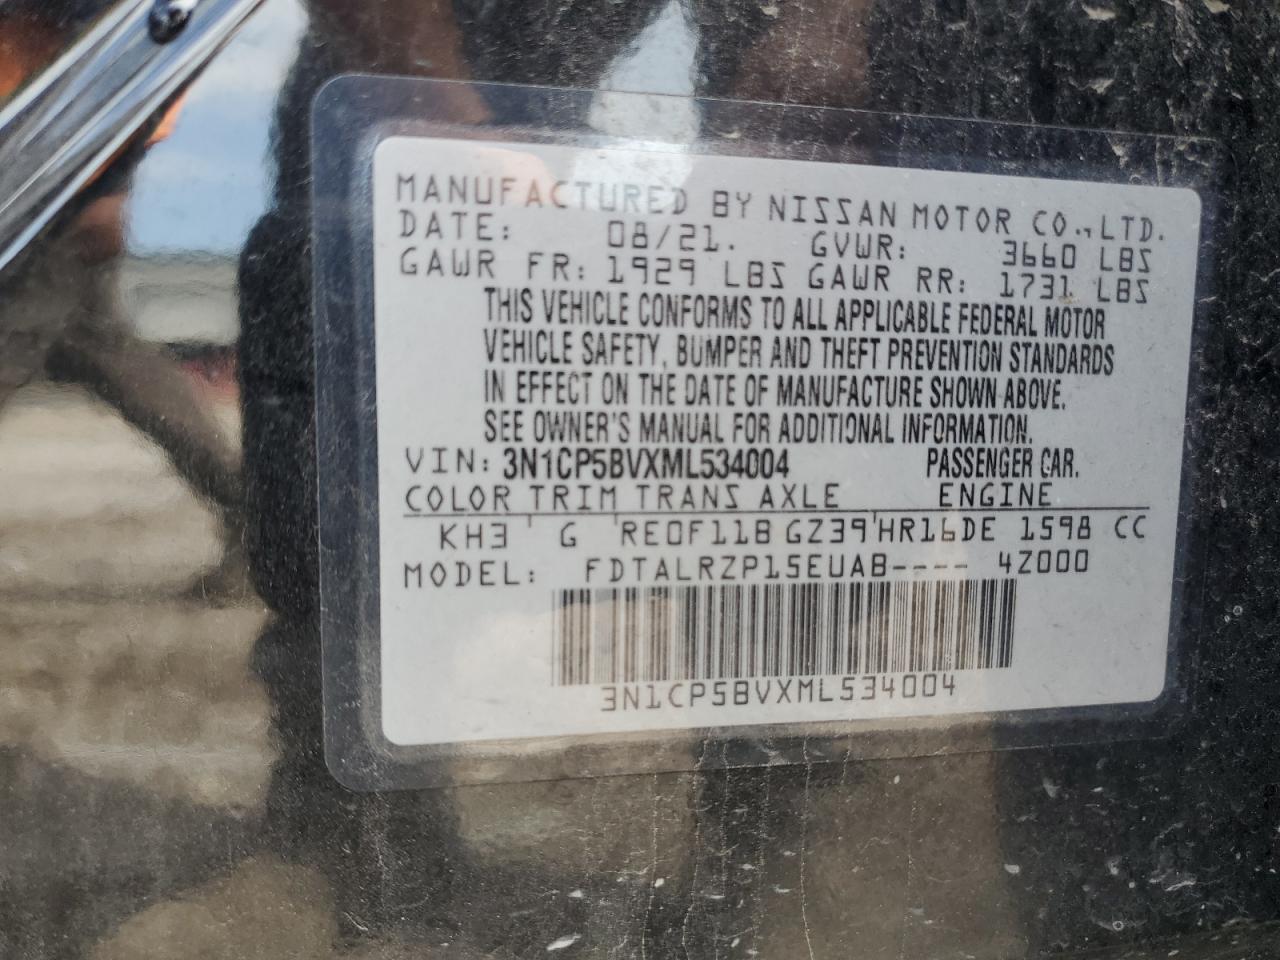 MANUFACTURED BY NISSAN MOTOR CO., LTD.
DATE: 08/21. GVWR: 3660 LBS
GAWR FR: 1929 LBS GAWR RR: 1731 LBS
THIS VEHICLE CONFORMS TO ALL APPLICABLE FEDERAL MOTOR
VEHICLE SAFETY, BUMPER AND THEFT PREVENTION STANDARDS
IN EFFECT ON THE DATE OF MANUFACTURE SHOWN ABOVE.
SEE OWNER'S MANUAL FOR ADDITIONAL INFORMATION.
VIN: 3N1CP5BVXML534004 PASSENGER CAR.
COLOR TRIM TRANS AXLE ENGINE
KH3 ' G RE0F11B GZ39 ' HR16DE 1598 CC
MODEL: FDTALRZP15EUAB---- 4Z000
3N1CP5BVXML534004